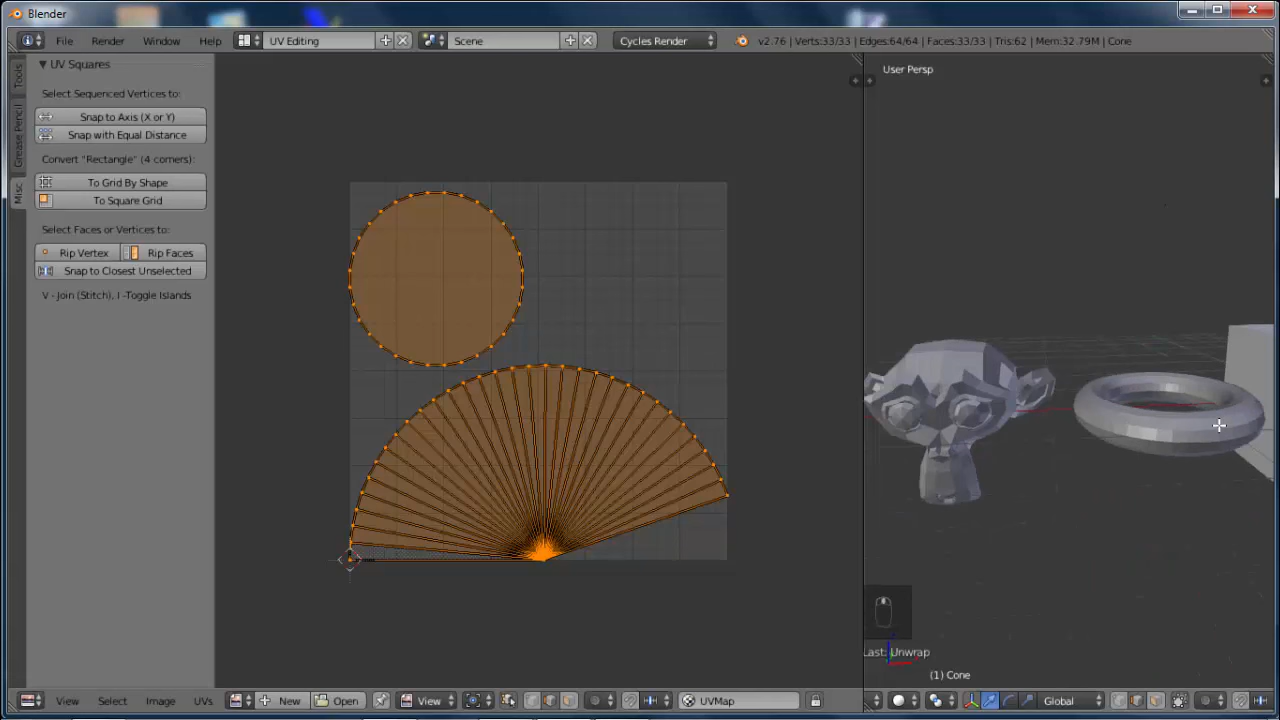 Blender
File Render Window Help UV Editing Scene Cycles Render v2.76 | Verts:33/33 | Edges:64/64 | Faces:33/33 | Tris:62 | Mem:32.79M | Cone
UV Squares
Select Sequenced Vertices to:
Snap to Axis (X or Y)
Snap with Equal Distance
Convert "Rectangle" (4 corners):
To Grid By Shape
To Square Grid
Select Faces or Vertices to:
Rip Vertex Rip Faces
Snap to Closest Unselected
V - Join (Stitch), I -Toggle Islands
Tools
Grease Pencil
Misc
User Persp
Last: Unwrap
(1) Cone
View Select Image UVs New Open View UVMap Global